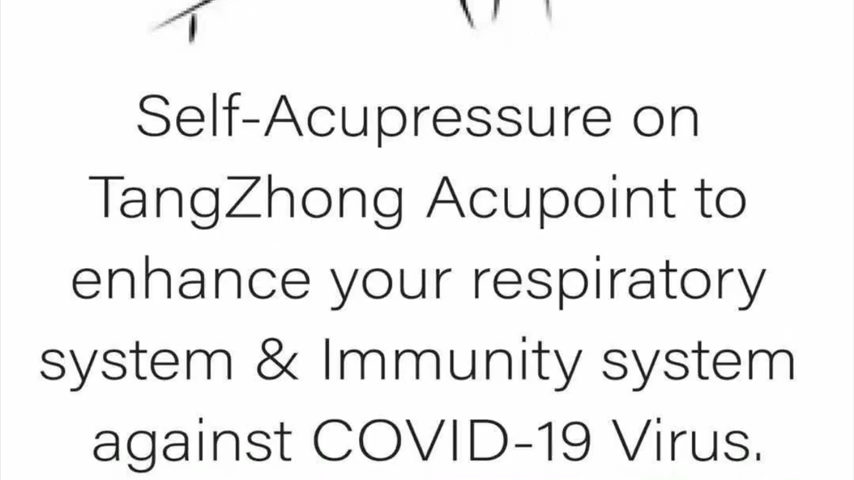 Self-Acupressure on
TangZhong Acupoint to
enhance your respiratory
system & Immunity system
against COVID-19 Virus.